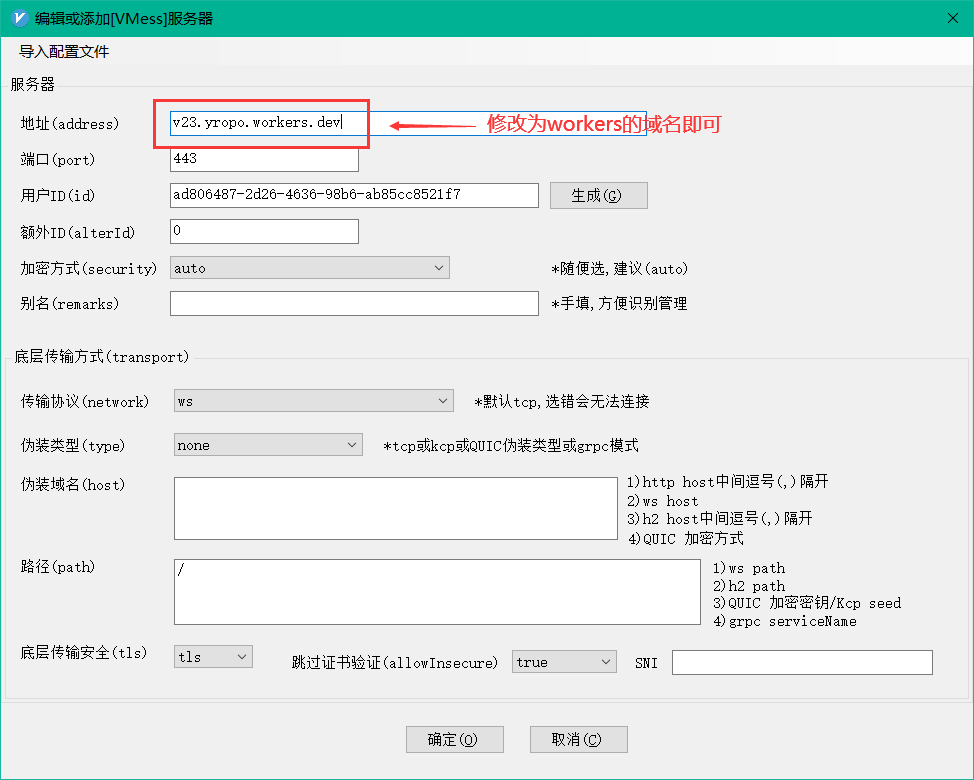 编辑或添加[VMess]服务器
导入配置文件
服务器
地址(address) v23.yropo.workers.dev 修改为workers的域名即可
端口(port) 443
用户ID(id) ad806487-2d26-4636-98b6-ab85cc8521f7 生成(G)
额外ID(alterId) 0
加密方式(security) auto *随便选,建议(auto)
别名(remarks) *手填,方便识别管理
底层传输方式(transport)
传输协议(network) ws *默认tcp,选错会无法连接
伪装类型(type) none *tcp或kcp或QUIC伪装类型或grpc模式
伪装域名(host) 1)http host中间逗号(,)隔开
2)ws host
3)h2 host中间逗号(,)隔开
4)QUIC 加密方式
路径(path) / 1)ws path
2)h2 path
3)QUIC 加密密钥/Kcp seed
4)grpc serviceName
底层传输安全(tls) tls 跳过证书验证(allowInsecure) true SNI
确定(O) 取消(C)